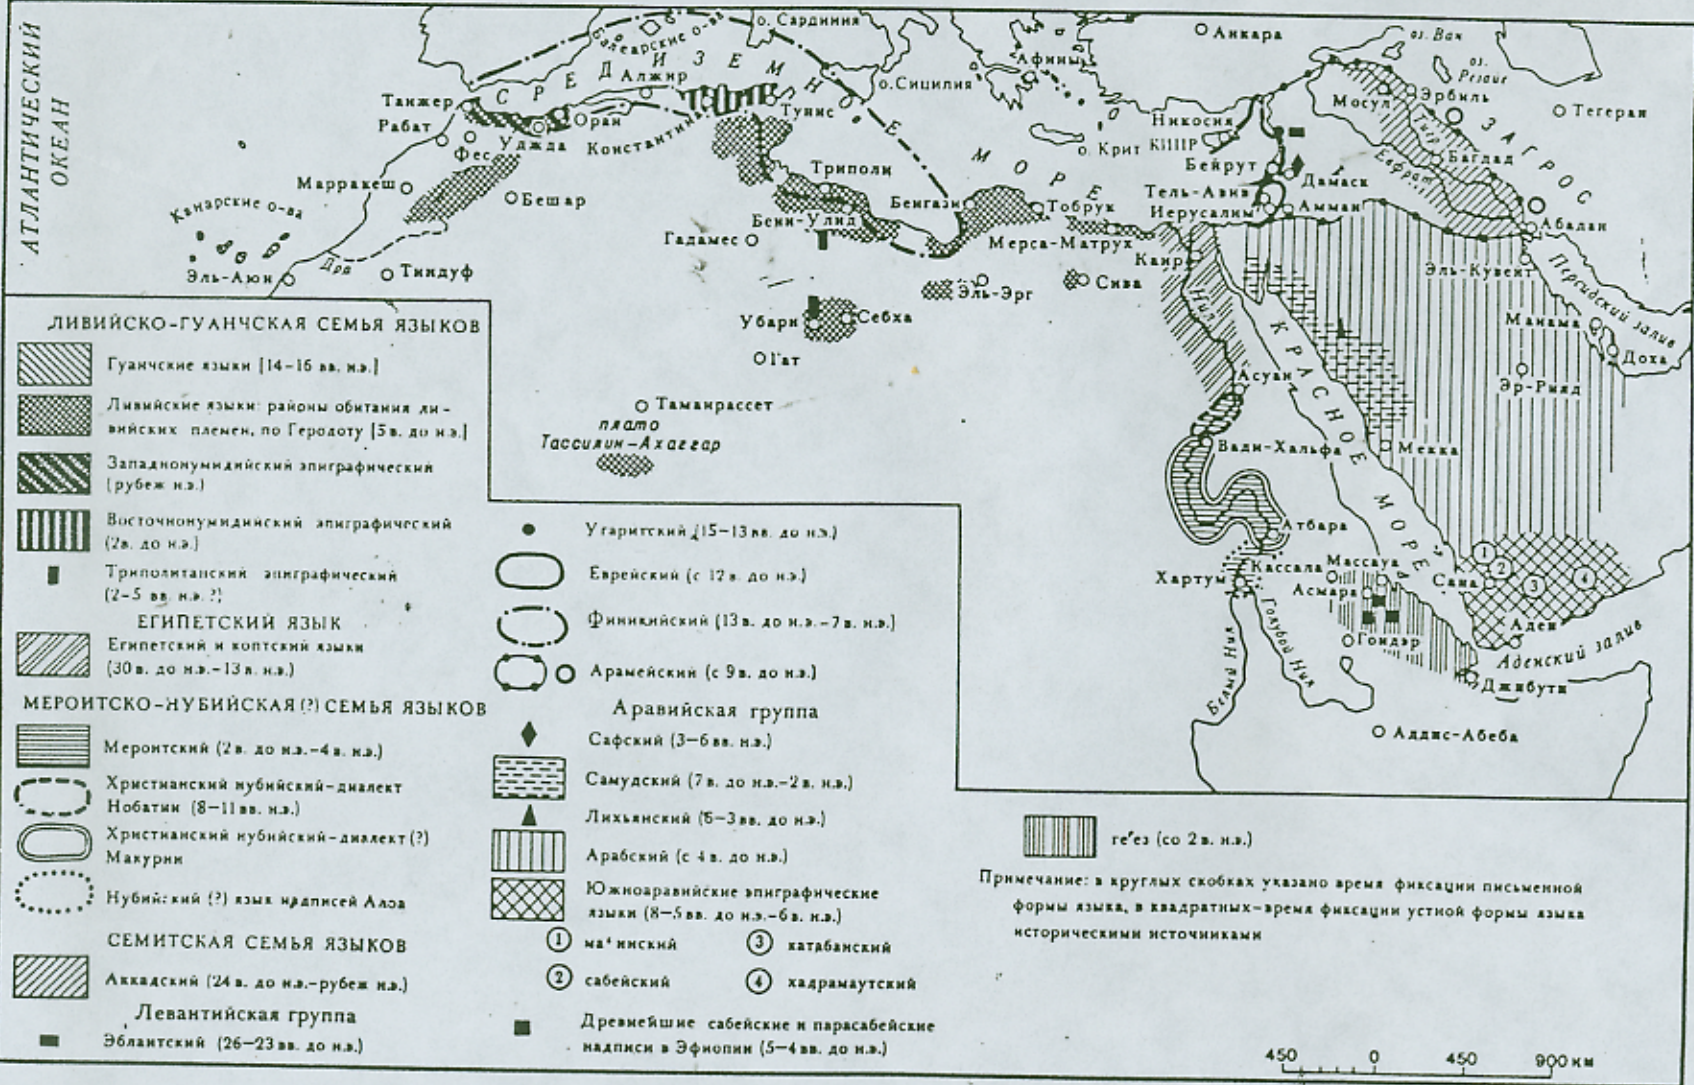 АТЛАНТИЧЕСКИЙ
ОКЕАН
СРЕДИЗЕМНОЕ МОРЕ
Балеарские о-ва
о. Сардиния
о. Сицилия
Афины
о. Крит
Анкара
оз. Ван
оз.
Резайе
Мосул
Эрбиль
Тегеран
ЗАГРОС
Тигр
Евфрат
Багдад
Абадан
Никосия
КИПР
Бейрут
Дамаск
Тель-Авив
Иерусалим
Амман
Танжер
Рабат
Фес
Уджда
Оран
Алжир
Константина
Тунис
Марракеш
Бешар
Канарские о-ва
Эль-Аюн
Дра
Тиндуф
Триполи
Бени-Улид
Гадамес
Бенгази
Тобрук
Мерса-Матрух
Каир
Эль-Эрг
Сива
Убари
Себха
Гат
Таманрассет
плато
Тассилин-Ахаггар
Нил
Асуан
Вади-Хальфа
Атбара
Хартум
Кассала
Массауа
Асмара
Гондэр
Белый Нил
Голубой Нил
Джибути
Аддис-Абеба
КРАСНОЕ МОРЕ
Эль-Кувейт
Персидский залив
Манама
Доха
Эр-Рияд
Мекка
Сана
1
2
3
4
Аден
Аденский залив
ЛИВИЙСКО-ГУАНЧСКАЯ СЕМЬЯ ЯЗЫКОВ
Гуанчские языки [14–16 вв. н.э.]
Ливийские языки: районы обитания ли-
вийских племен, по Геродоту [5 в. до н.э.]
Западнонумидийский эпиграфический
(рубеж н.э.)
Восточнонумидийский эпиграфический
(2в. до н.э.)
Триполитанский эпиграфический
(2–5 вв. н.э.?)
ЕГИПЕТСКИЙ ЯЗЫК
Египетский и коптский языки
(30 в. до н.э.–13 в. н.э.)
МЕРОИТСКО-НУБИЙСКАЯ(?) СЕМЬЯ ЯЗЫКОВ
Мероитский (2 в. до н.э.–4 в. н.э.)
Христианский нубийский-диалект
Нобатии (8–11 вв. н.э.)
Христианский нубийский-диалект(?)
Макурии
Нубийский (?) язык надписей Алоа
СЕМИТСКАЯ СЕМЬЯ ЯЗЫКОВ
Аккадский (24 в. до н.э.–рубеж н.э.)
Левантийская группа
Эблаитский (26–23 вв. до н.э.)
Угаритский (15–13 вв. до н.э.)
Еврейский (с 12 в. до н.э.)
Финикийский (13 в. до н.э.–7 в. н.э.)
Арамейский (с 9 в. до н.э.)
Аравийская группа
Сафский (3–6 вв. н.э.)
Самудский (7 в. до н.э.–2 в. н.э.)
Лихьянский (5–3 вв. до н.э.)
Арабский (с 4 в. до н.э.)
Южноаравийские эпиграфические
языки (8–5 вв. до н.э.–6 в. н.э.)
1 ма'инский 3 катабанский
2 сабейский 4 хадрамаутский
Древнейшие сабейские и парасабейские
надписи в Эфиопии (5–4 вв. до н.э.)
ге'ез (со 2 в. н.э.)
Примечание: в круглых скобках указано время фиксации письменной
формы языка, в квадратных-время фиксации устной формы языка
историческими источниками
450 0 450 900 км